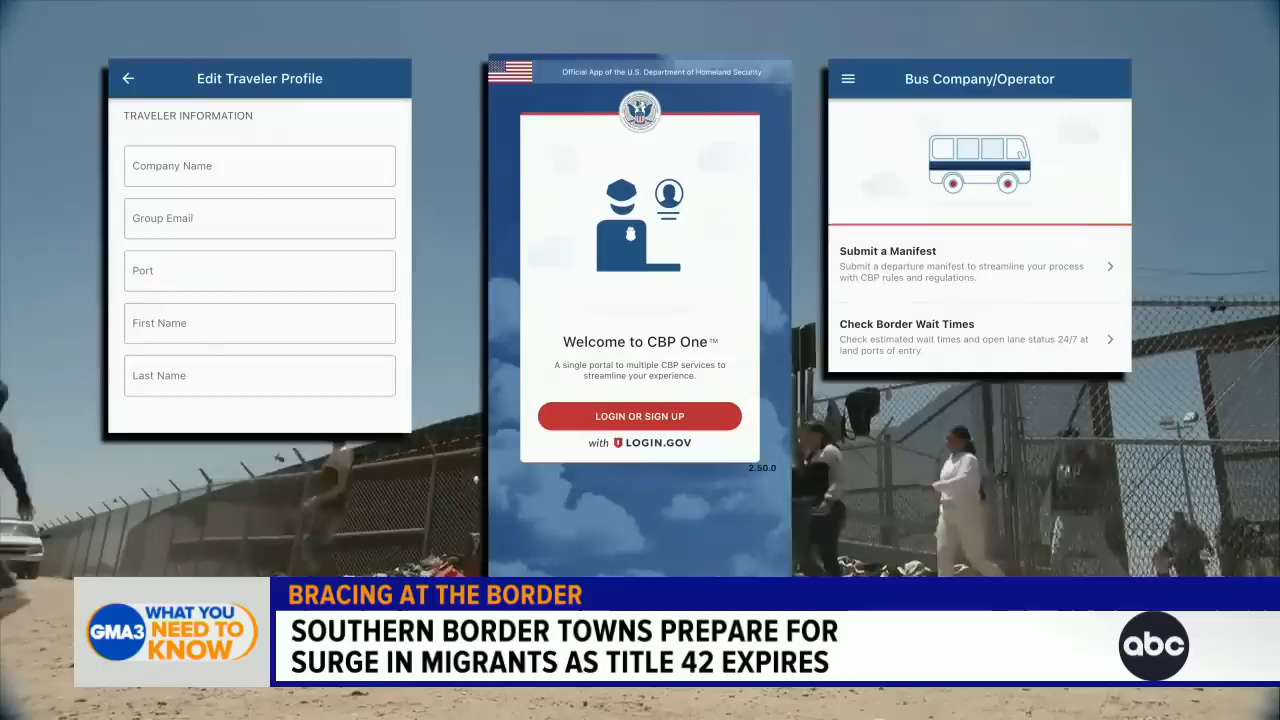 Edit Traveler Profile
TRAVELER INFORMATION
Company Name
Group Email
Port
First Name
Last Name
Official App of the U.S. Department of Homeland Security
Welcome to CBP One™
A single portal to multiple CBP services to
streamline your experience.
LOGIN OR SIGN UP
with LOGIN.GOV
2.50.0
Bus Company/Operator
Submit a Manifest
Submit a departure manifest to streamline your process
with CBP rules and regulations.
Check Border Wait Times
Check estimated wait times and open lane status 24/7 at
land ports of entry
BRACING AT THE BORDER
GMA3
WHAT YOU
NEED TO
KNOW
SOUTHERN BORDER TOWNS PREPARE FOR
SURGE IN MIGRANTS AS TITLE 42 EXPIRES
abc